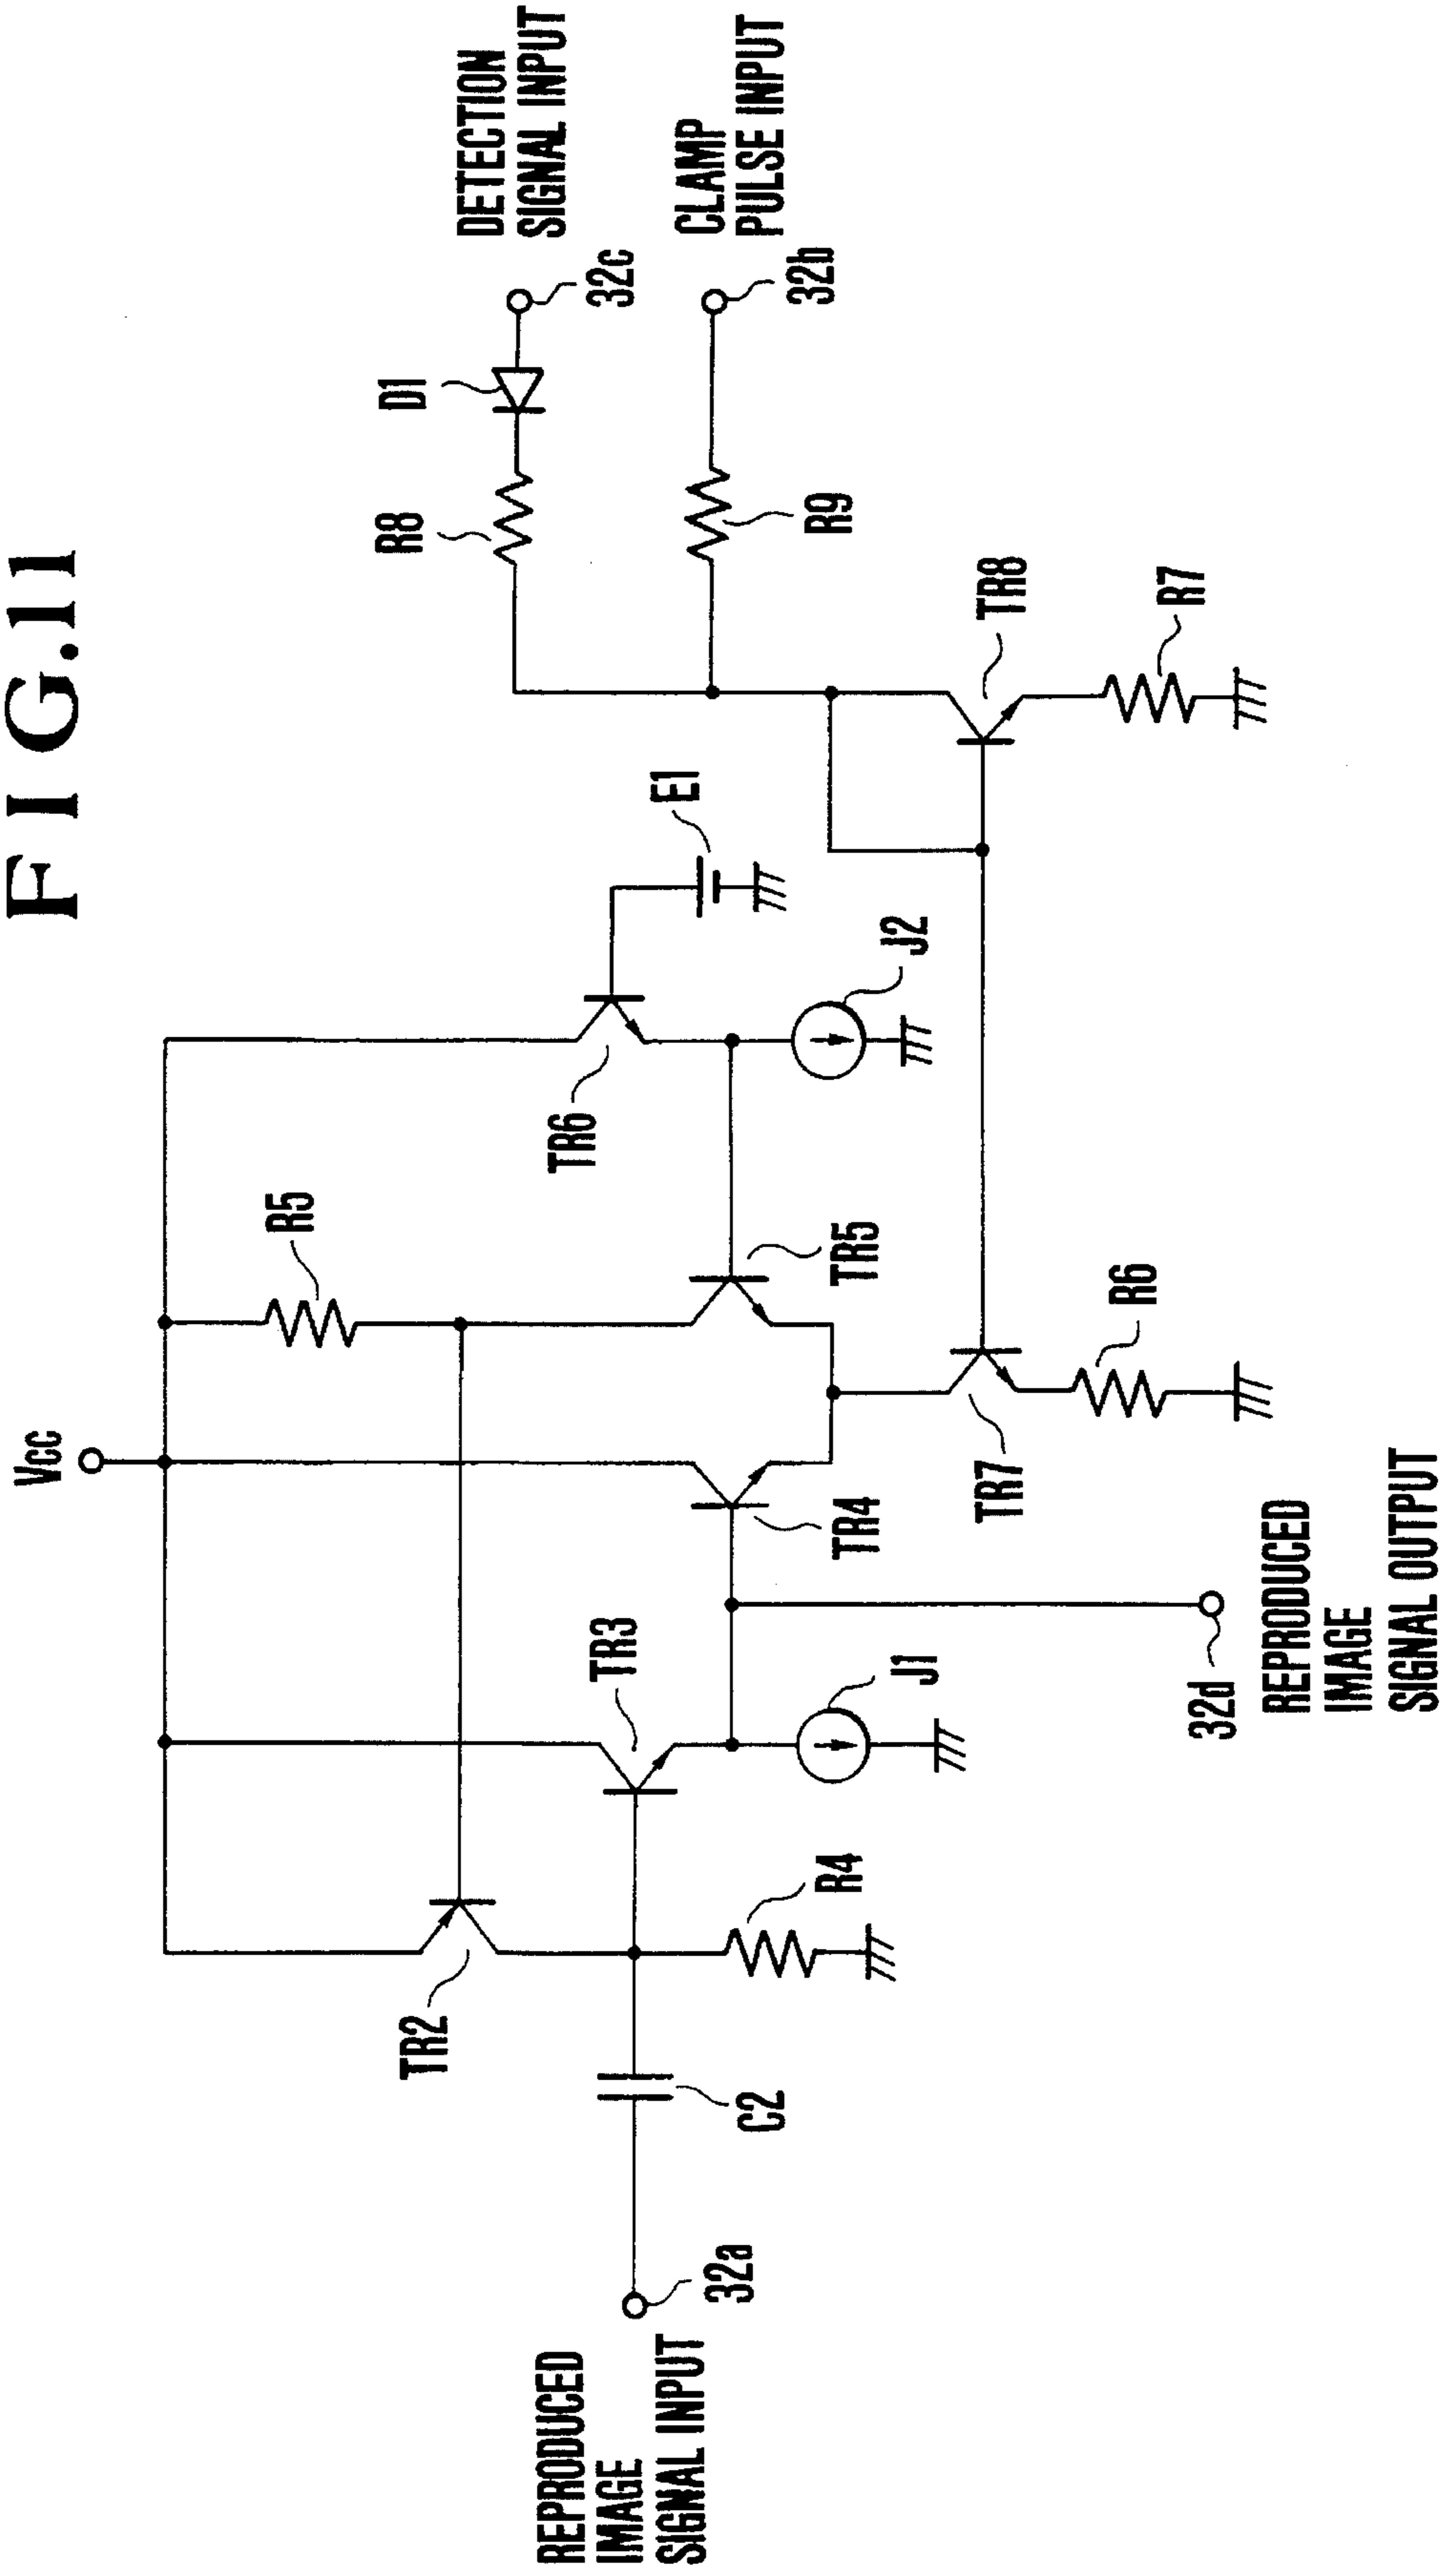 FIG.11
Vcc
R5
TR2
TR3
TR4
TR5
TR6
E1
J1
J2
R4
C2
32a
REPRODUCED
IMAGE
SIGNAL INPUT
32d
REPRODUCED
IMAGE
SIGNAL OUTPUT
TR7
R6
TR8
R7
R8
D1
32c
DETECTION
SIGNAL INPUT
R9
32b
CLAMP
PULSE INPUT